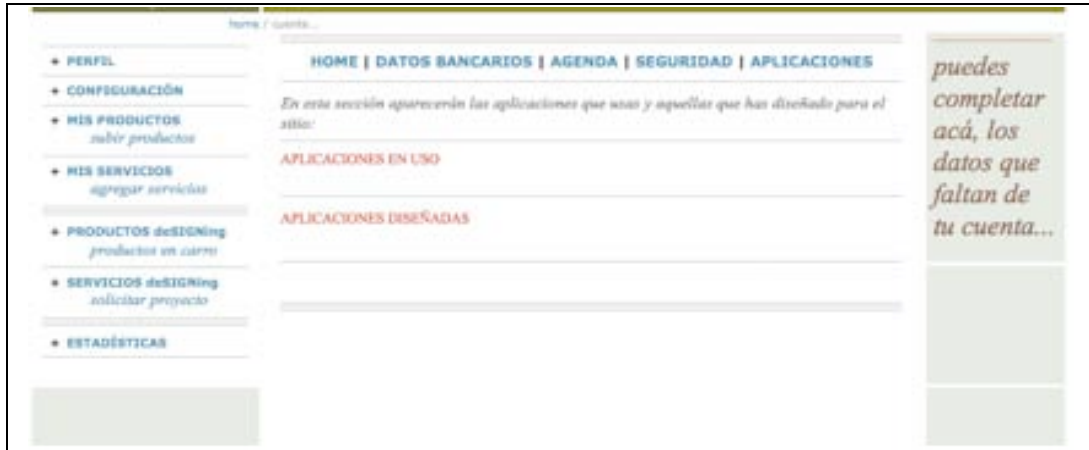 home / cuenta...
+ PERFIL
+ CONFIGURACIÓN
+ MIS PRODUCTOS
subir productos
+ MIS SERVICIOS
agregar servicios
+ PRODUCTOS deSIGNing
productos en carro
+ SERVICIOS deSIGNing
solicitar proyecto
+ ESTADÍSTICAS
HOME | DATOS BANCARIOS | AGENDA | SEGURIDAD | APLICACIONES
En esta sección aparecerán las aplicaciones que usas y aquellas que has diseñado para el
sitio:
APLICACIONES EN USO
APLICACIONES DISEÑADAS
puedes
completar
acá, los
datos que
faltan de
tu cuenta...